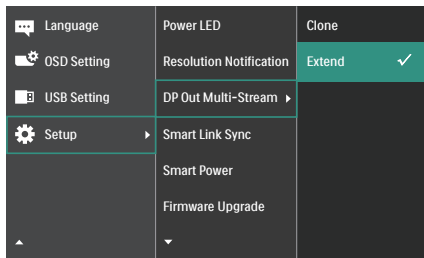 Language
OSD Setting
USB Setting
Setup
Power LED
Resolution Notification
DP Out Multi-Stream
Smart Link Sync
Smart Power
Firmware Upgrade
Clone
Extend